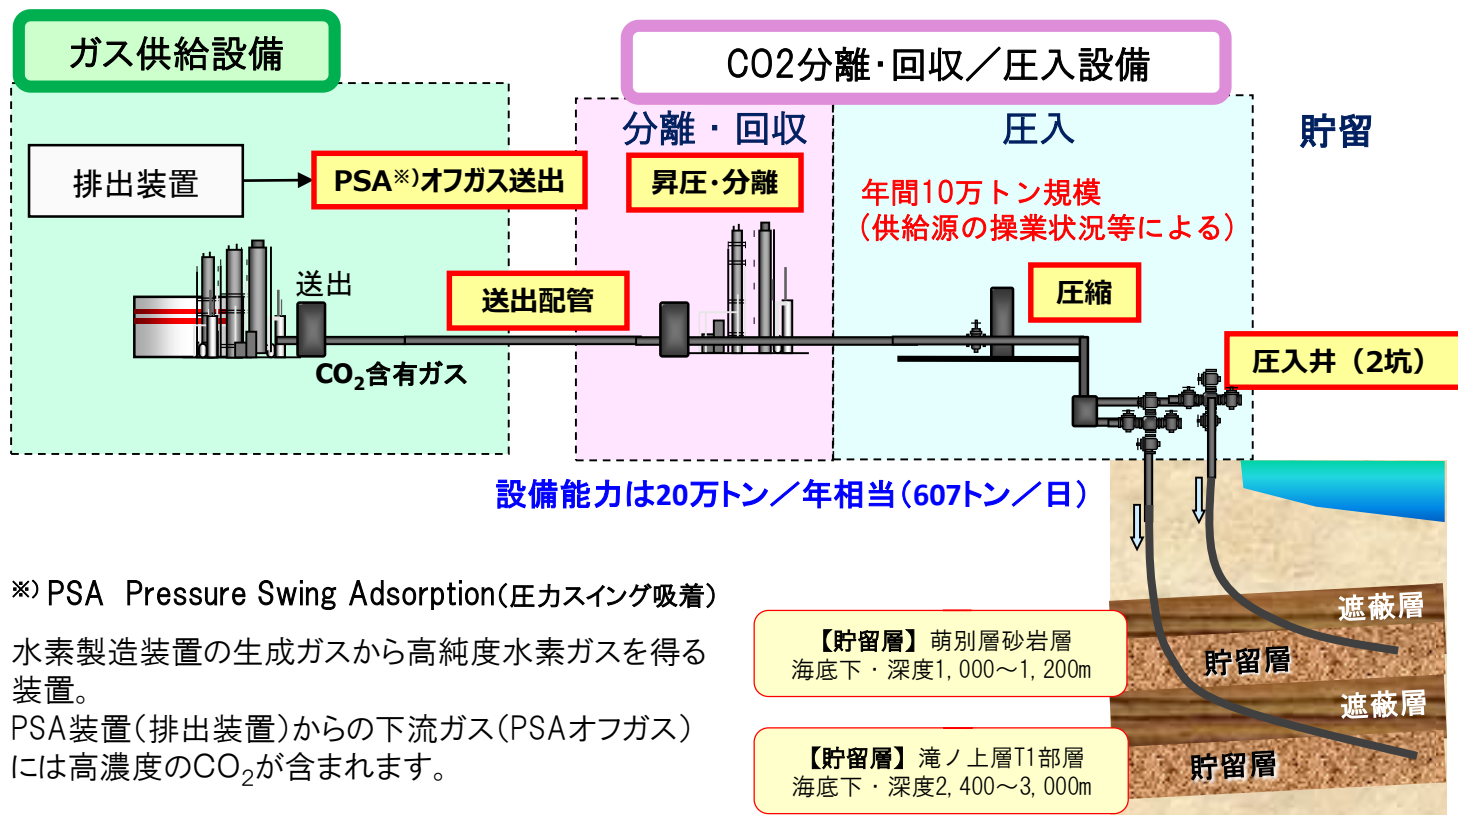 ガス供給設備
CO2分離・回収／圧入設備
分離・回収
圧入
貯留
排出装置
PSA※)オフガス送出
昇圧・分離
年間10万トン規模
（供給源の操業状況等による）
送出
送出配管
圧縮
CO2含有ガス
圧入井（2坑）
設備能力は20万トン／年相当（607トン／日）
※) PSA Pressure Swing Adsorption（圧力スイング吸着）
水素製造装置の生成ガスから高純度水素ガスを得る
装置。
PSA装置（排出装置）からの下流ガス（PSAオフガス）
には高濃度のCO2が含まれます。
【貯留層】萌別層砂岩層
海底下・深度1,000～1,200m
【貯留層】滝ノ上層T1部層
海底下・深度2,400～3,000m
遮蔽層
貯留層
遮蔽層
貯留層